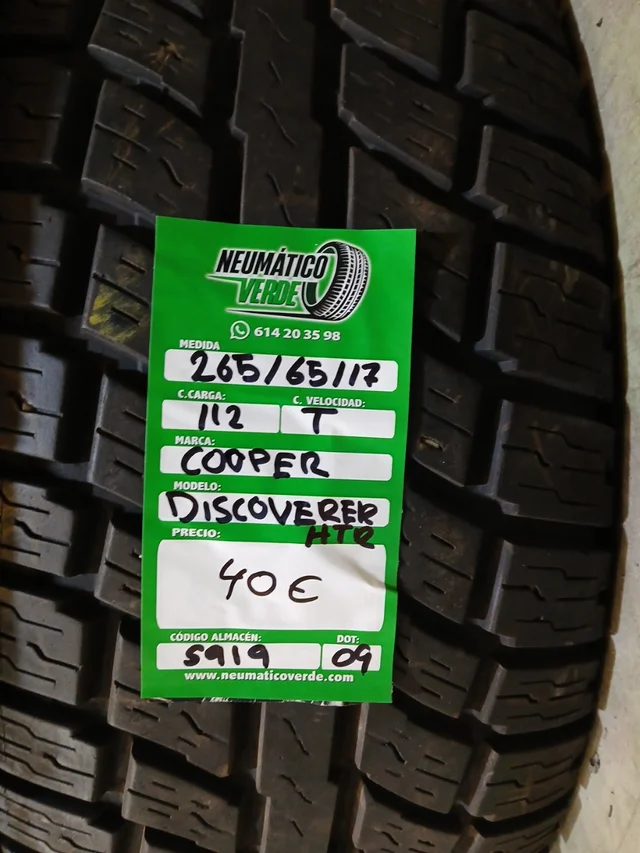 NEUMÁTICO
VERDE
614 20 35 98
MEDIDA
265/65/17
C.CARGA: C. VELOCIDAD:
112 T
MARCA:
COOPER
MODELO:
DISCOVERER
HTR
PRECIO:
40€
CÓDIGO ALMACÉN: DOT:
5919 09
www.neumaticoverde.com